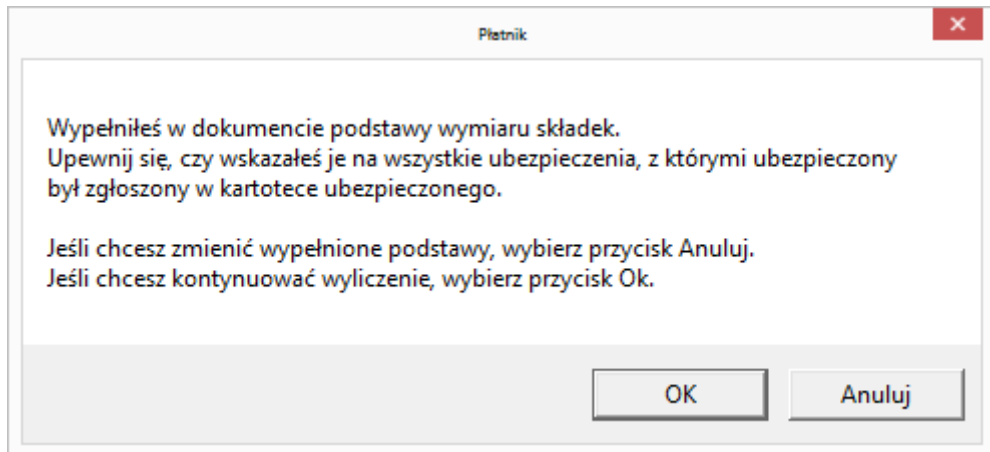 Płatnik
Wypełniłeś w dokumencie podstawy wymiaru składek.
Upewnij się, czy wskazałeś je na wszystkie ubezpieczenia, z którymi ubezpieczony
był zgłoszony w kartotece ubezpieczonego.
Jeśli chcesz zmienić wypełnione podstawy, wybierz przycisk Anuluj.
Jeśli chcesz kontynuować wyliczenie, wybierz przycisk Ok.
OK
Anuluj